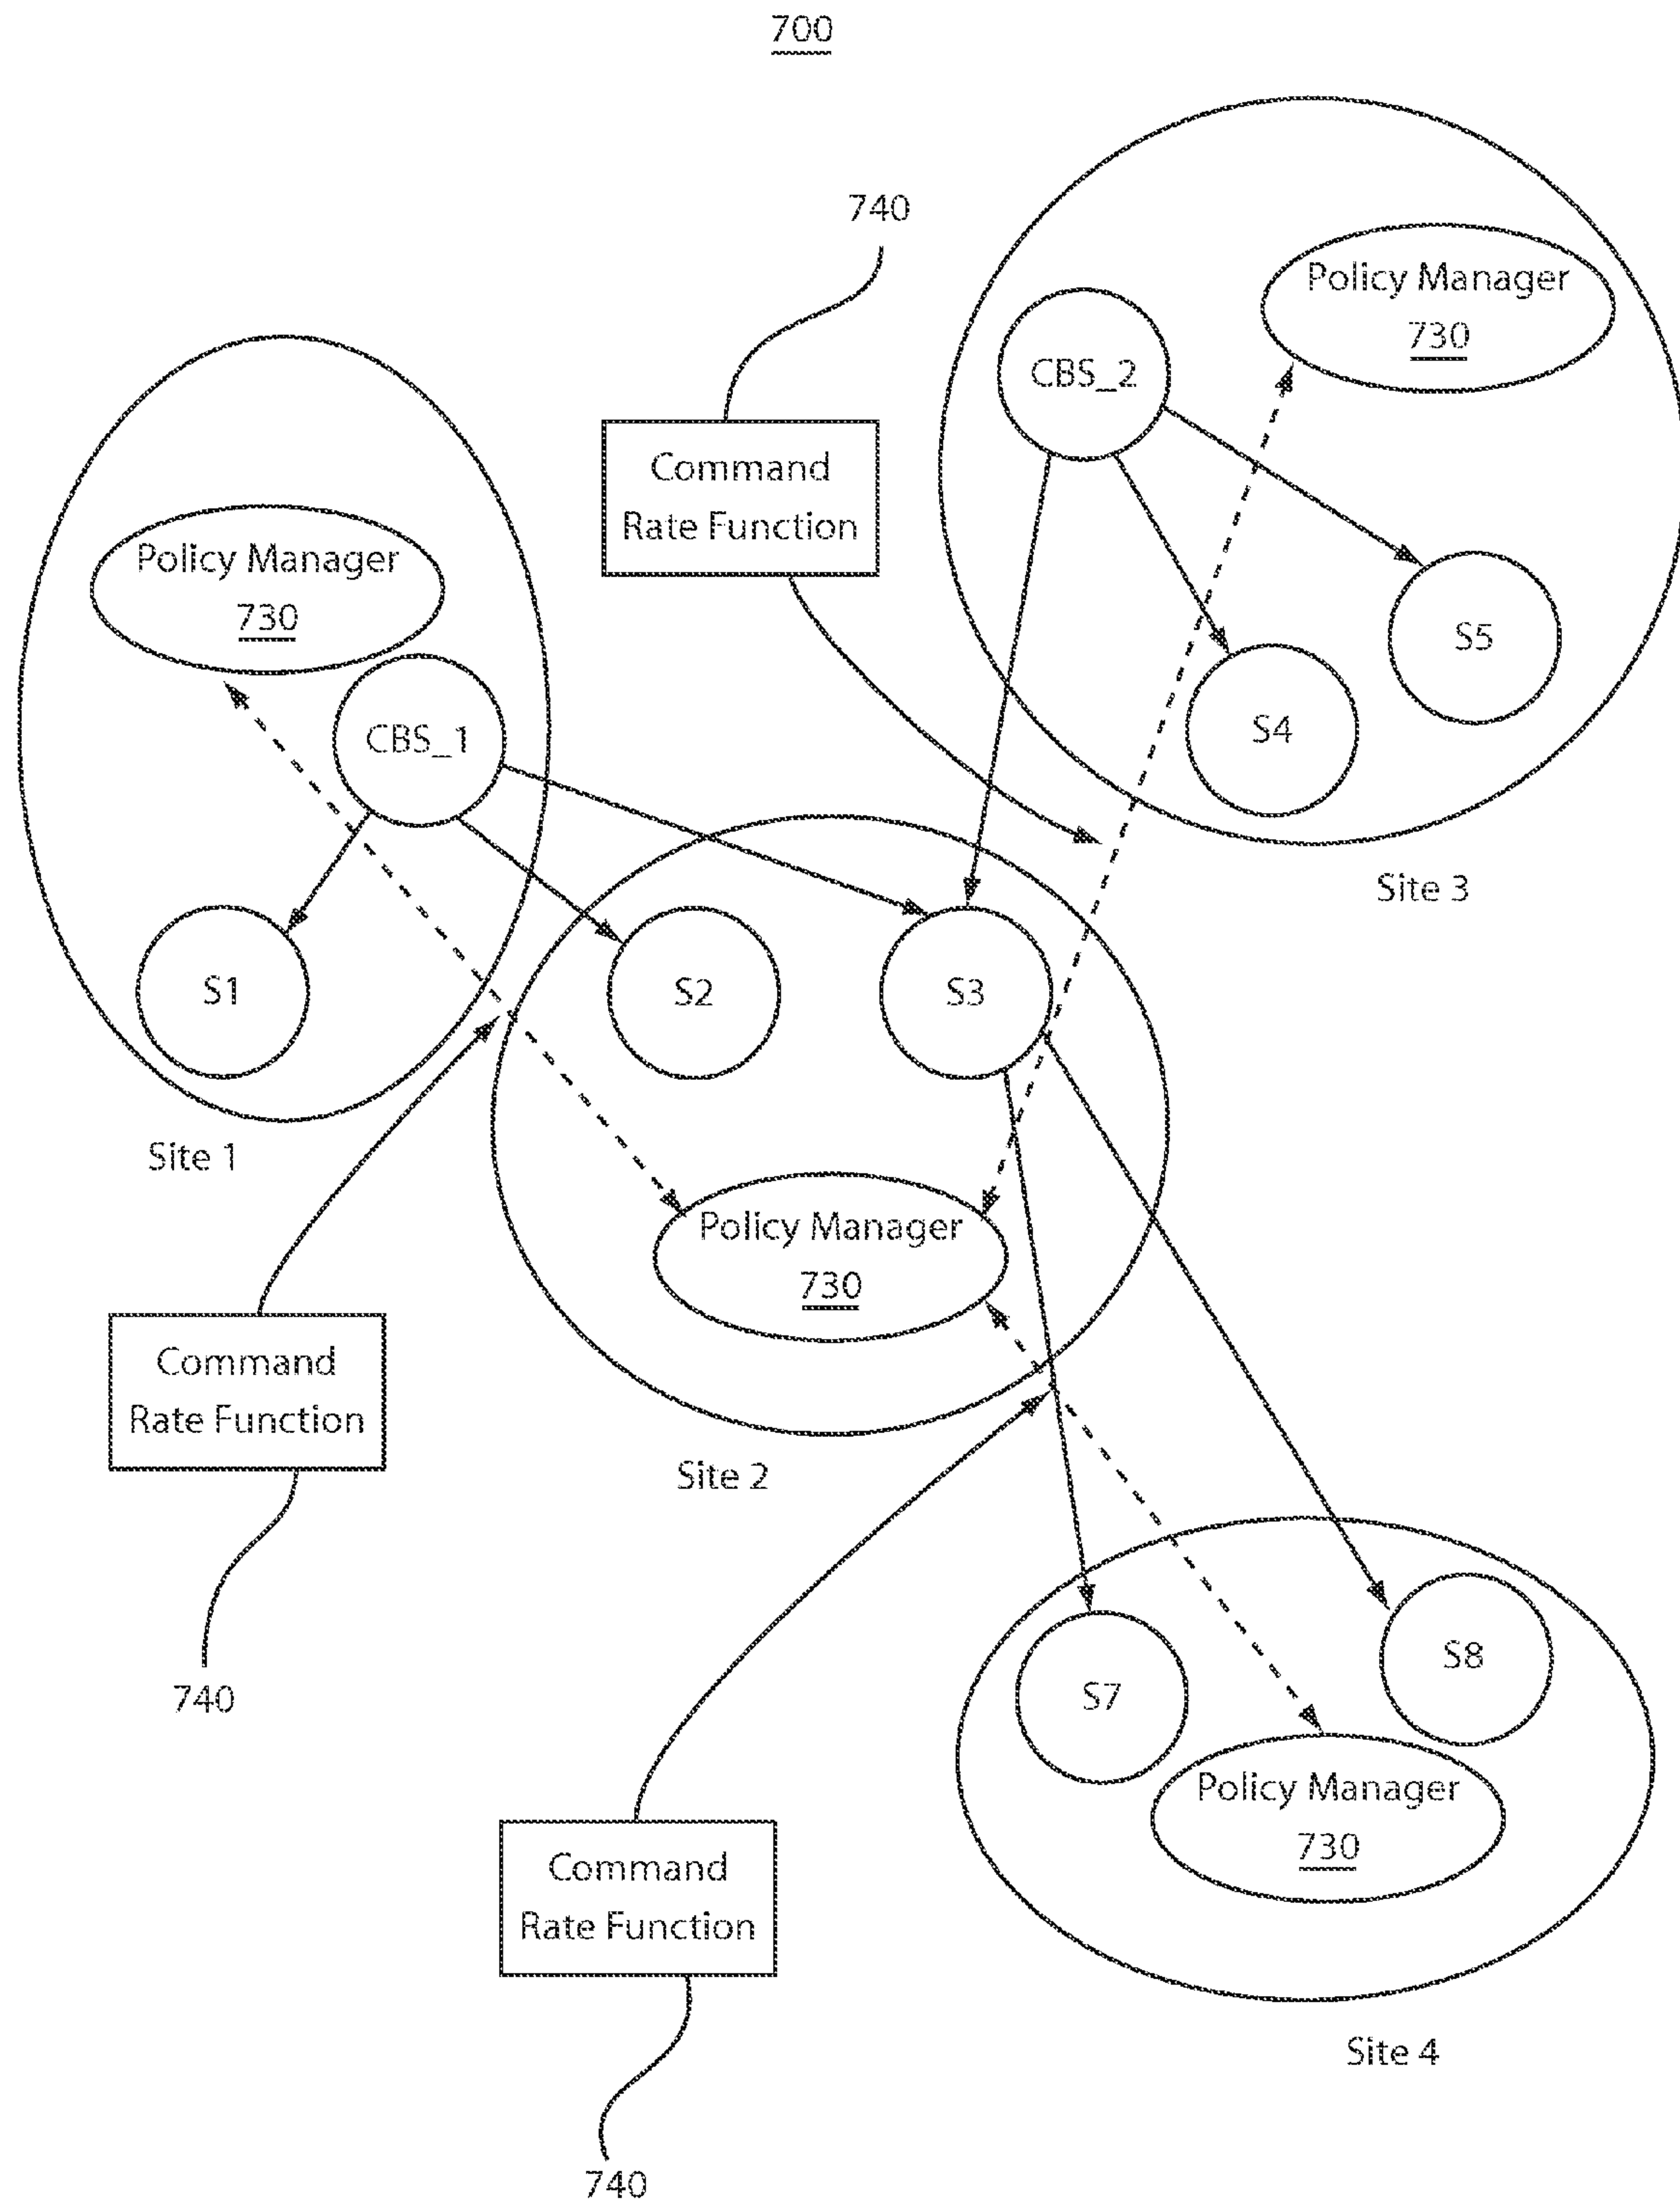 700
740
Policy Manager
730
CBS_2
Command
Rate Function
Policy Manager
730
S5
S4
CBS_1
Site 3
S1
S2
S3
Site 1
Policy Manager
730
Command
Rate Function
Site 2
S8
S7
740
Policy Manager
730
Command
Rate Function
Site 4
740